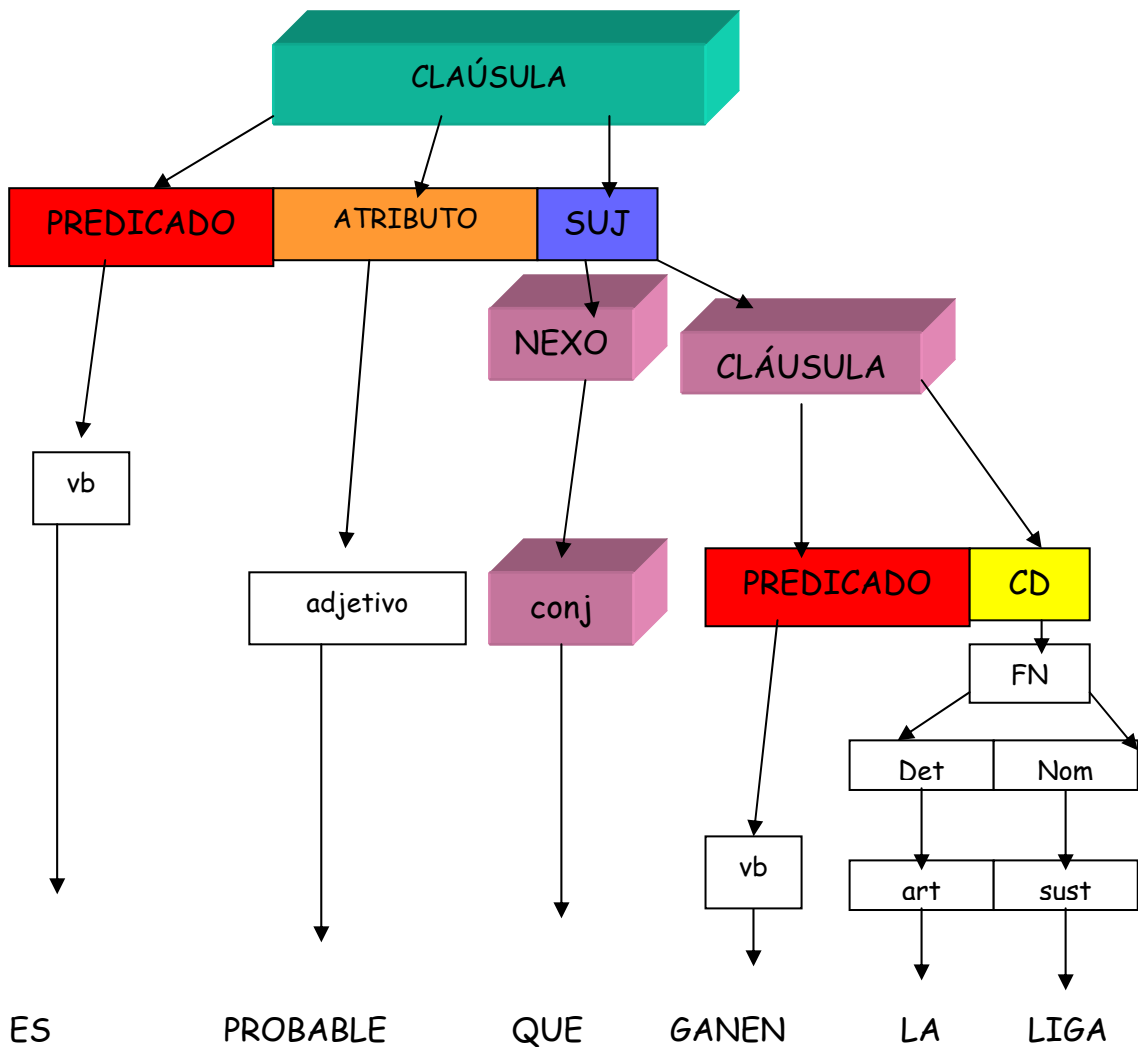 CLAÚSULA
PREDICADO ATRIBUTO SUJ
NEXO CLÁUSULA
vb
adjetivo conj PREDICADO CD
FN
Det Nom
vb art sust
ES PROBABLE QUE GANEN LA LIGA